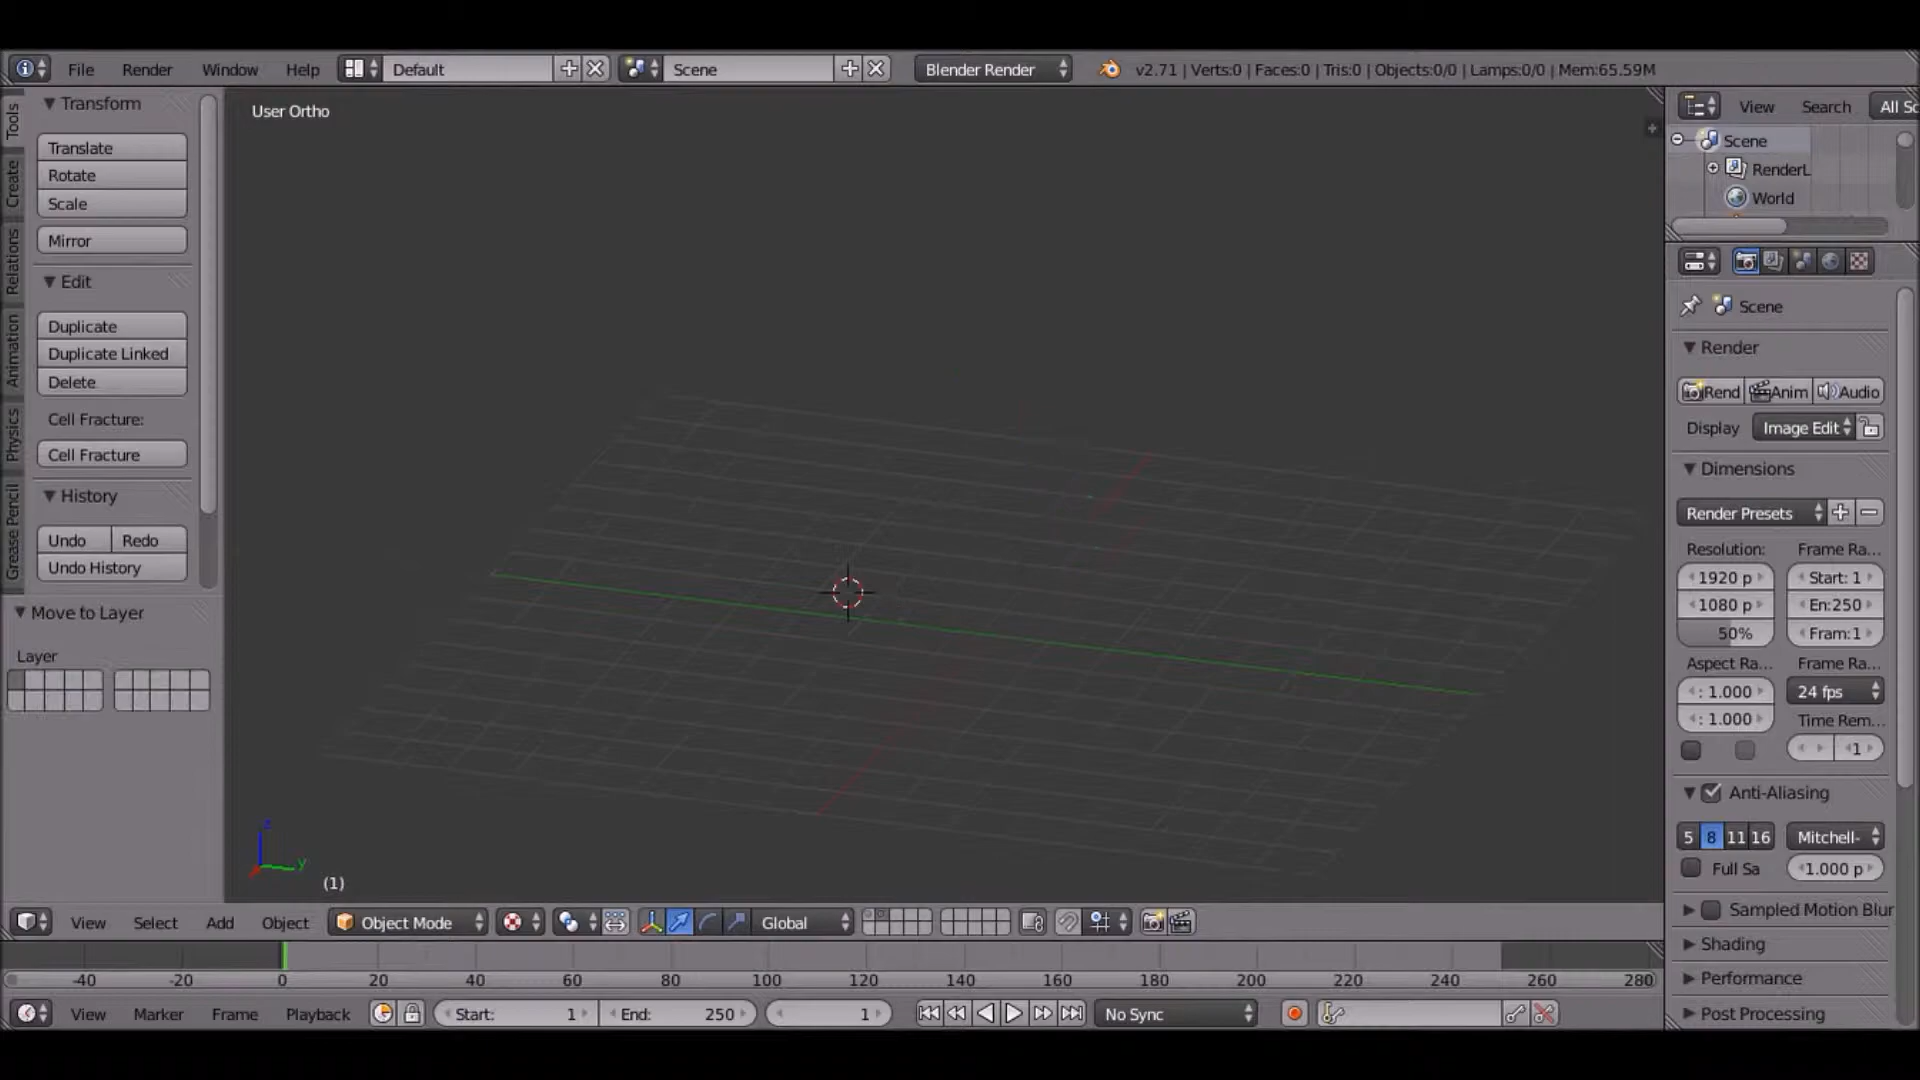 File Render Window Help Default Scene Blender Render v2.71 | Verts:0 | Faces:0 | Tris:0 | Objects:0/0 | Lamps:0/0 | Mem:65.59M
Tools
Create
Relations
Animation
Physics
Grease Pencil
Transform
Translate
Rotate
Scale
Mirror
Edit
Duplicate
Duplicate Linked
Delete
Cell Fracture:
Cell Fracture
History
Undo Redo
Undo History
Move to Layer
Layer
User Ortho
z
y
(1)
View Search All Sc
Scene
RenderL
World
Scene
Render
Rend Anim Audio
Display Image Edit
Dimensions
Render Presets
Resolution: Frame Ra...
1920 p Start: 1
1080 p En:250
50% Fram:1
Aspect Ra... Frame Ra...
: 1.000 24 fps
: 1.000 Time Rem...
1
Anti-Aliasing
5 8 11 16 Mitchell-
Full Sa 1.000 p
Sampled Motion Blur
Shading
Performance
Post Processing
View Select Add Object Object Mode Global
-40 -20 0 20 40 60 80 100 120 140 160 180 200 220 240 260 280
View Marker Frame Playback Start: 1 End: 250 1 No Sync